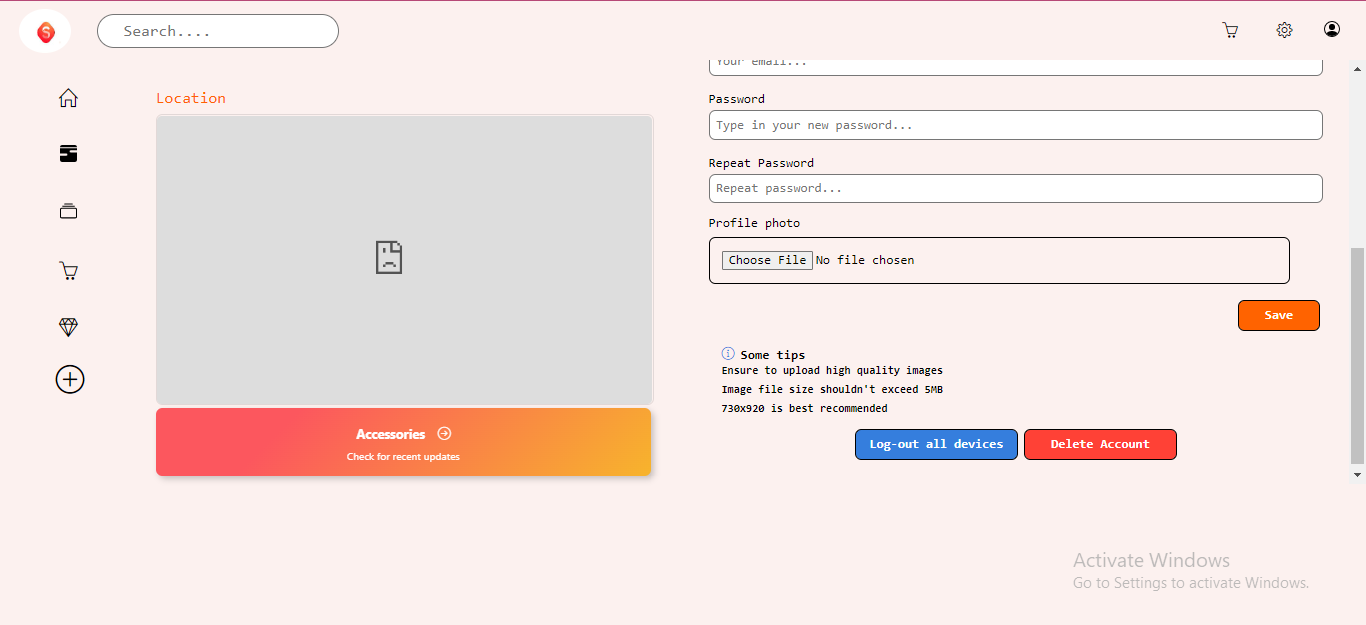 S
Search....
Location
Accessories
Check for recent updates
Your email...
Password
Type in your new password...
Repeat Password
Repeat password...
Profile photo
Choose File No file chosen
Save
Some tips
Ensure to upload high quality images
Image file size shouldn't exceed 5MB
730x920 is best recommended
Log-out all devices Delete Account
Activate Windows
Go to Settings to activate Windows.